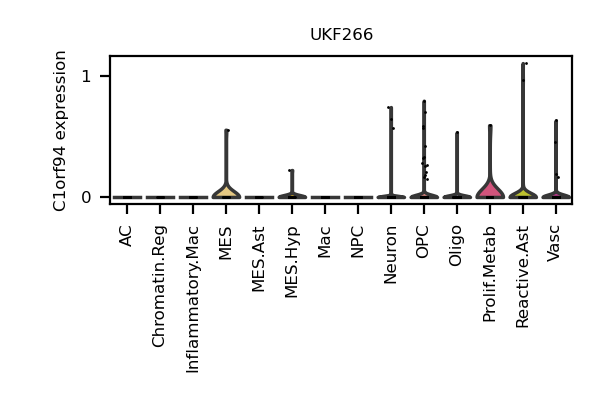 UKF266
C1orf94 expression
1
0
AC
Chromatin.Reg
Inflammatory.Mac
MES
MES.Ast
MES.Hyp
Mac
NPC
Neuron
OPC
Oligo
Prolif.Metab
Reactive.Ast
Vasc